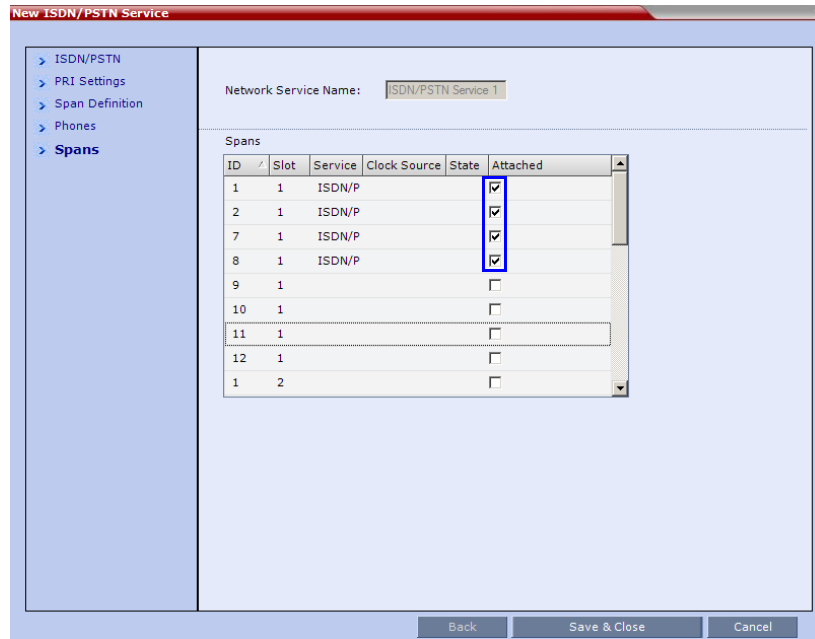 New ISDN/PSTN Service
ISDN/PSTN
PRI Settings
Span Definition
Phones
Spans
Network Service Name: ISDN/PSTN Service 1
Spans
ID Slot Service Clock Source State Attached
1 1 ISDN/P
2 1 ISDN/P
7 1 ISDN/P
8 1 ISDN/P
9 1
10 1
11 1
12 1
1 2
Back Save & Close Cancel